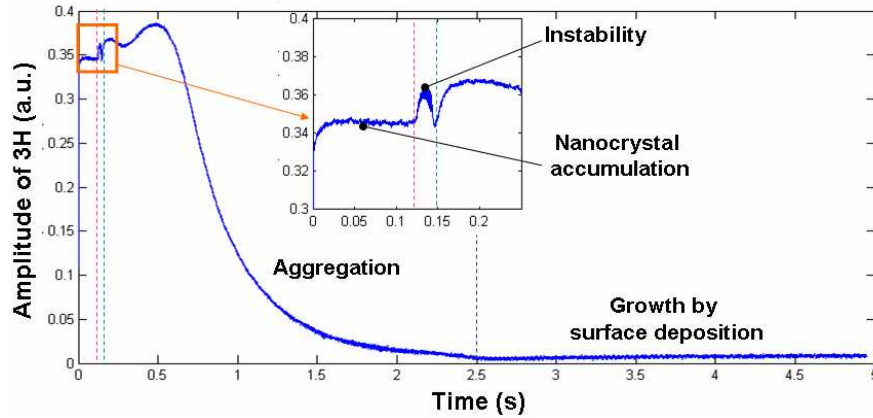 0.4
0.35
0.3
0.25
0.2
0.15
0.1
0.05
0
Amplitude of 3H (a.u.)
0.4
0.38
0.36
0.34
0.32
0.3
0 0.05 0.1 0.15 0.2
Instability
Nanocrystal
accumulation
Aggregation
Growth by
surface deposition
0 0.5 1 1.5 2 2.5 3 3.5 4 4.5 5
Time (s)